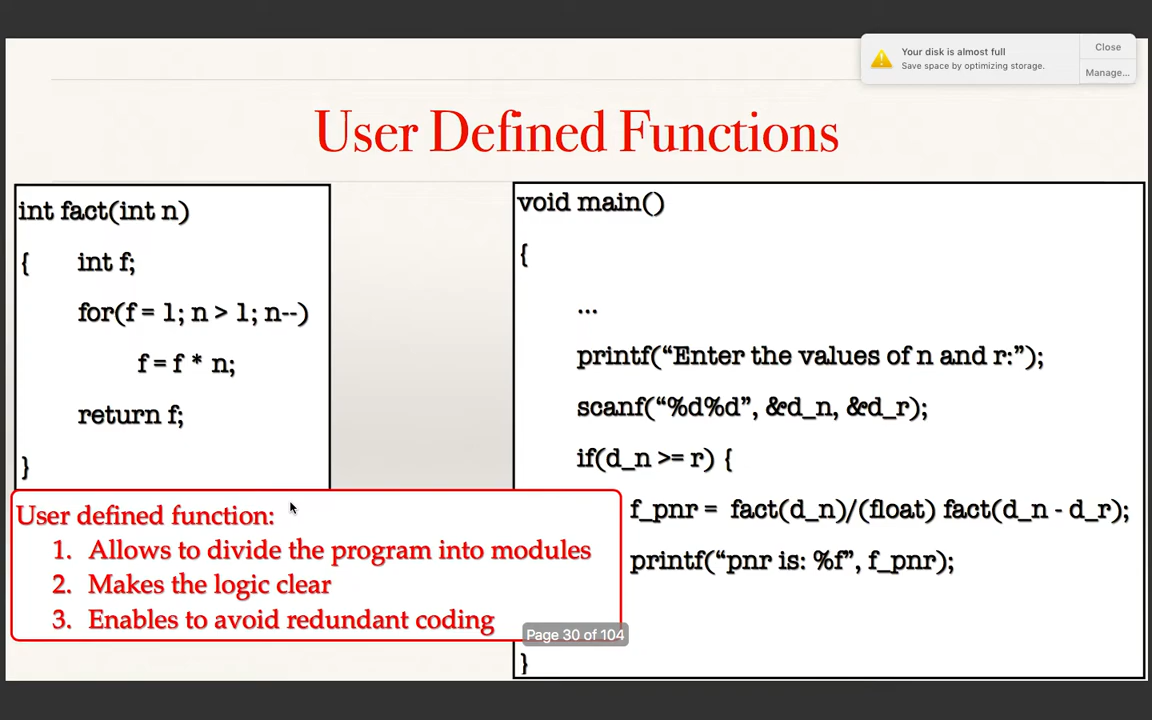 Your disk is almost full
Close
Save space by optimizing storage.
Manage...
User Defined Functions
int fact(int n)
{ int f;
for(f = 1; n > 1; n--)
f = f * n;
return f;
}
User defined function:
1. Allows to divide the program into modules
2. Makes the logic clear
3. Enables to avoid redundant coding
void main()
{
...
printf(“Enter the values of n and r:”);
scanf(“%d%d”, &d_n, &d_r);
if(d_n >= r) {
f_pnr = fact(d_n)/(float) fact(d_n - d_r);
printf(“pnr is: %f”, f_pnr);
}
Page 30 of 104